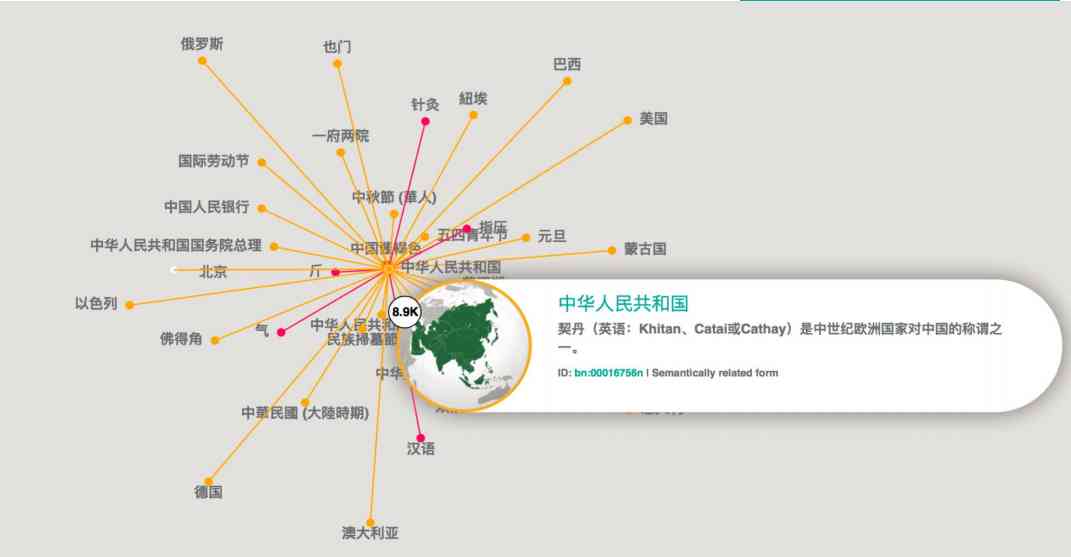 俄罗斯
也门
巴西
针灸
紐埃
美国
一府两院
国际劳动节
中秋節 (華人)
中国人民银行
指压
五四青年节
元旦
中华人民共和国国务院总理
蒙古国
中华人民共和国
北京
斤
以色列
8.9K
中华人民共和国
契丹（英语：Khitan、Catai或Cathay）是中世纪欧洲国家对中国的称谓之
一。
ID: bn:00016756n | Semantically related form
气
中华人民共和
佛得角
民族掃墓節
中华
中華民國 (大陸時期)
汉语
德国
澳大利亚